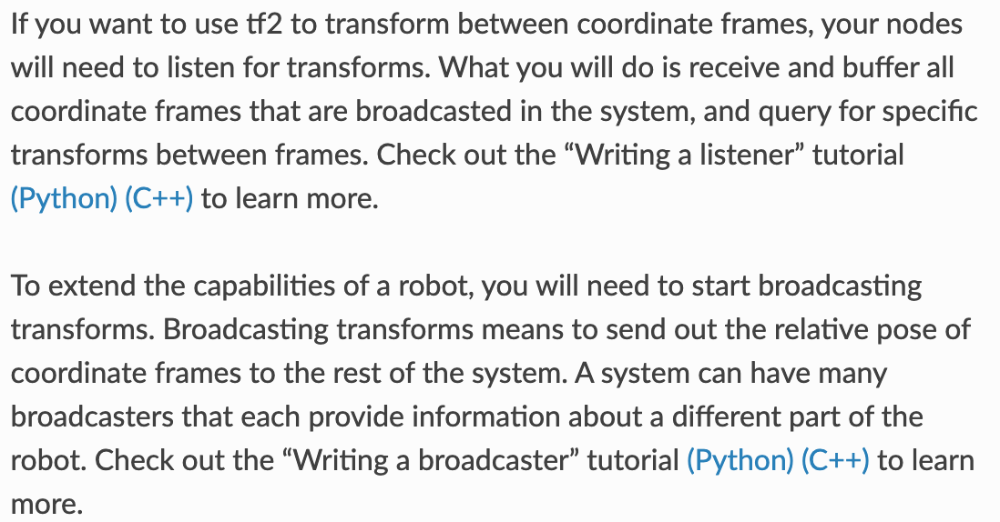 If you want to use tf2 to transform between coordinate frames, your nodes
will need to listen for transforms. What you will do is receive and buffer all
coordinate frames that are broadcasted in the system, and query for specific
transforms between frames. Check out the “Writing a listener” tutorial
(Python) (C++) to learn more.
To extend the capabilities of a robot, you will need to start broadcasting
transforms. Broadcasting transforms means to send out the relative pose of
coordinate frames to the rest of the system. A system can have many
broadcasters that each provide information about a different part of the
robot. Check out the “Writing a broadcaster” tutorial (Python) (C++) to learn
more.